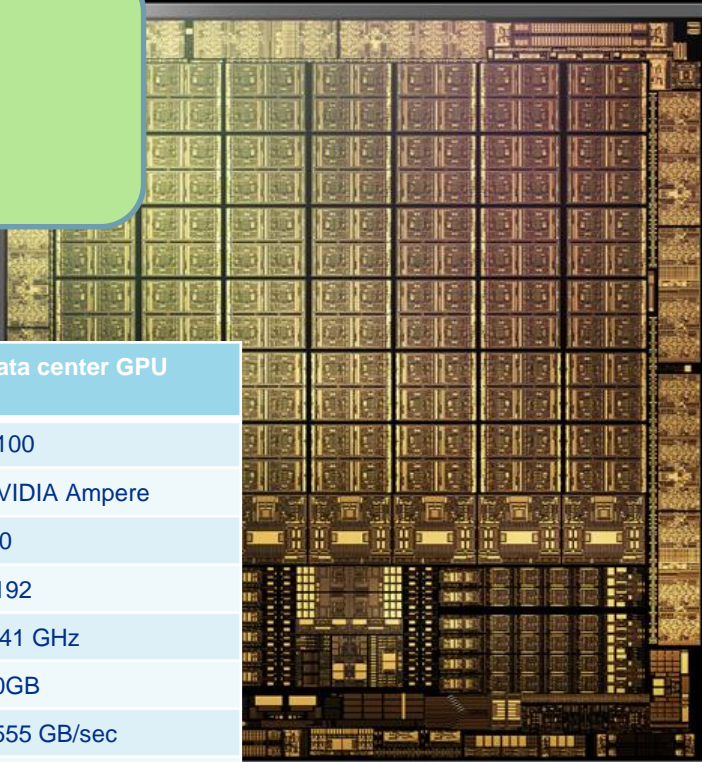 ata center GPU
100
VIDIA Ampere
0
192
41 GHz
0GB
555 GB/sec